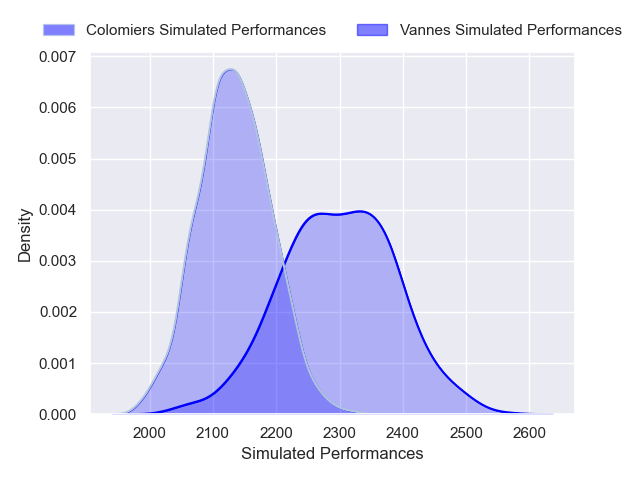 Colomiers Simulated Performances Vannes Simulated Performances
0.007
0.006
0.005
0.004
0.003
0.002
0.001
0.000
Density
2000 2100 2200 2300 2400 2500 2600
Simulated Performances